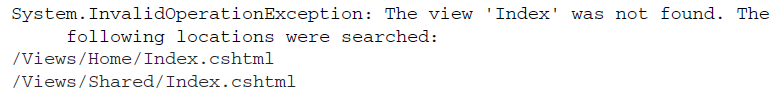 System.InvalidOperationException: The view 'Index' was not found. The
following locations were searched:
/Views/Home/Index.cshtml
/Views/Shared/Index.cshtml